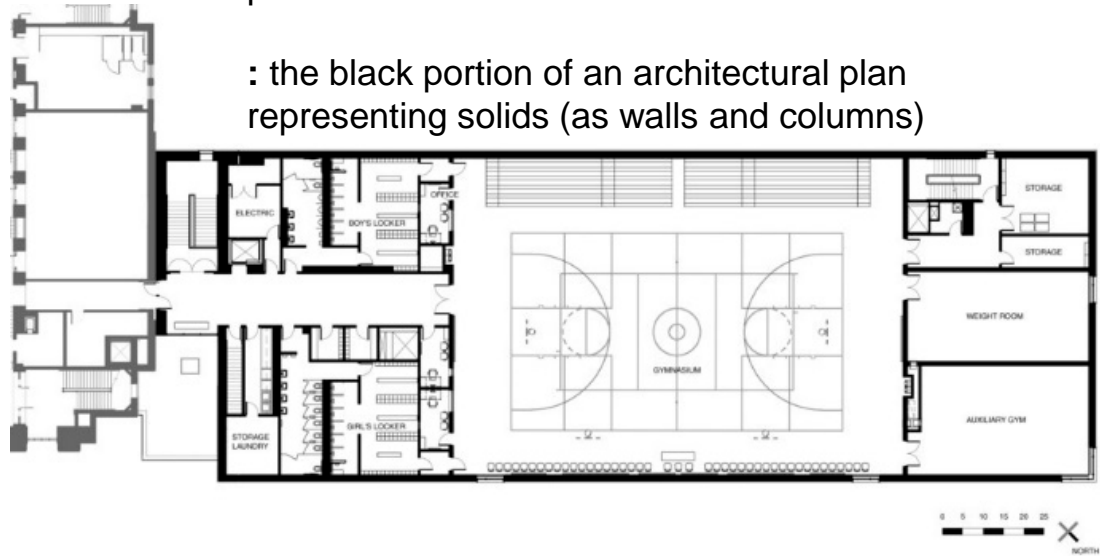 : the black portion of an architectural plan
representing solids (as walls and columns)
OFFICE
STORAGE
ELECTRIC
BOY'S LOCKER
STORAGE
WEIGHT ROOM
GYMNASIUM
AUXILIARY GYM
GIRL'S LOCKER
STORAGE
LAUNDRY
0 5 10 15 20 25
NORTH